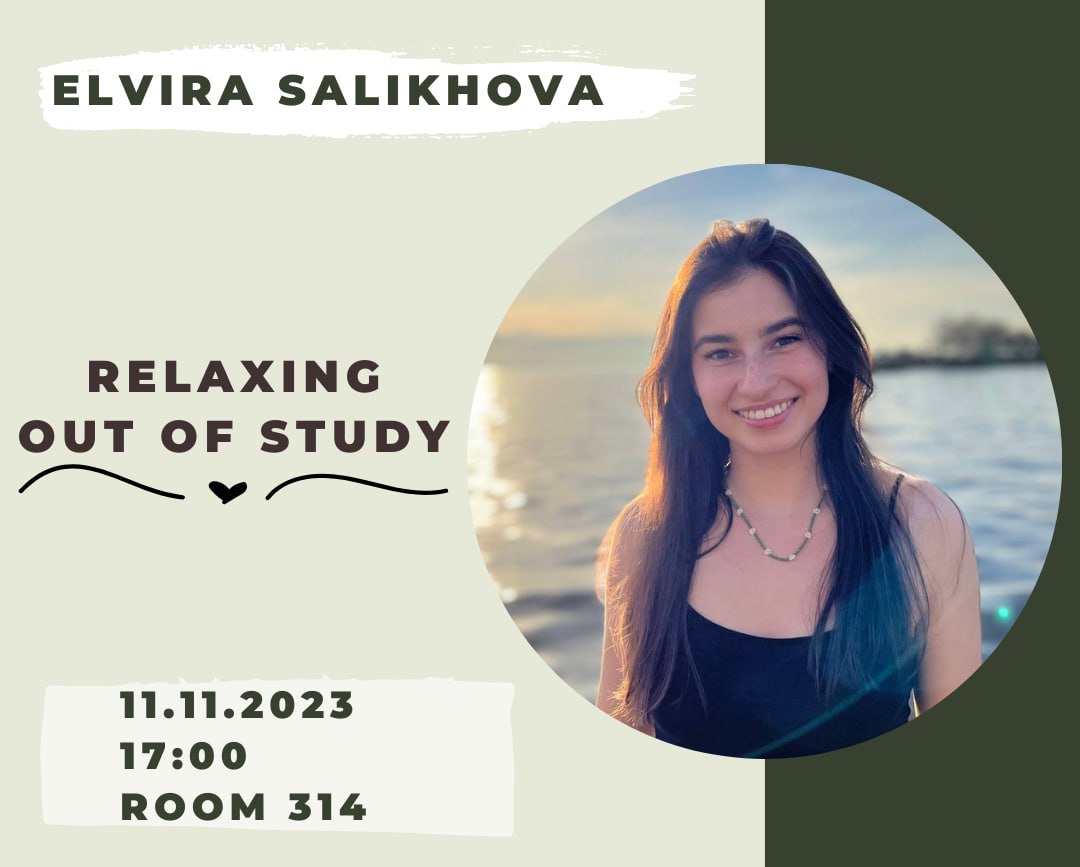 ELVIRA SALIKHOVA
RELAXING
OUT OF STUDY
11.11.2023
17:00
ROOM 314